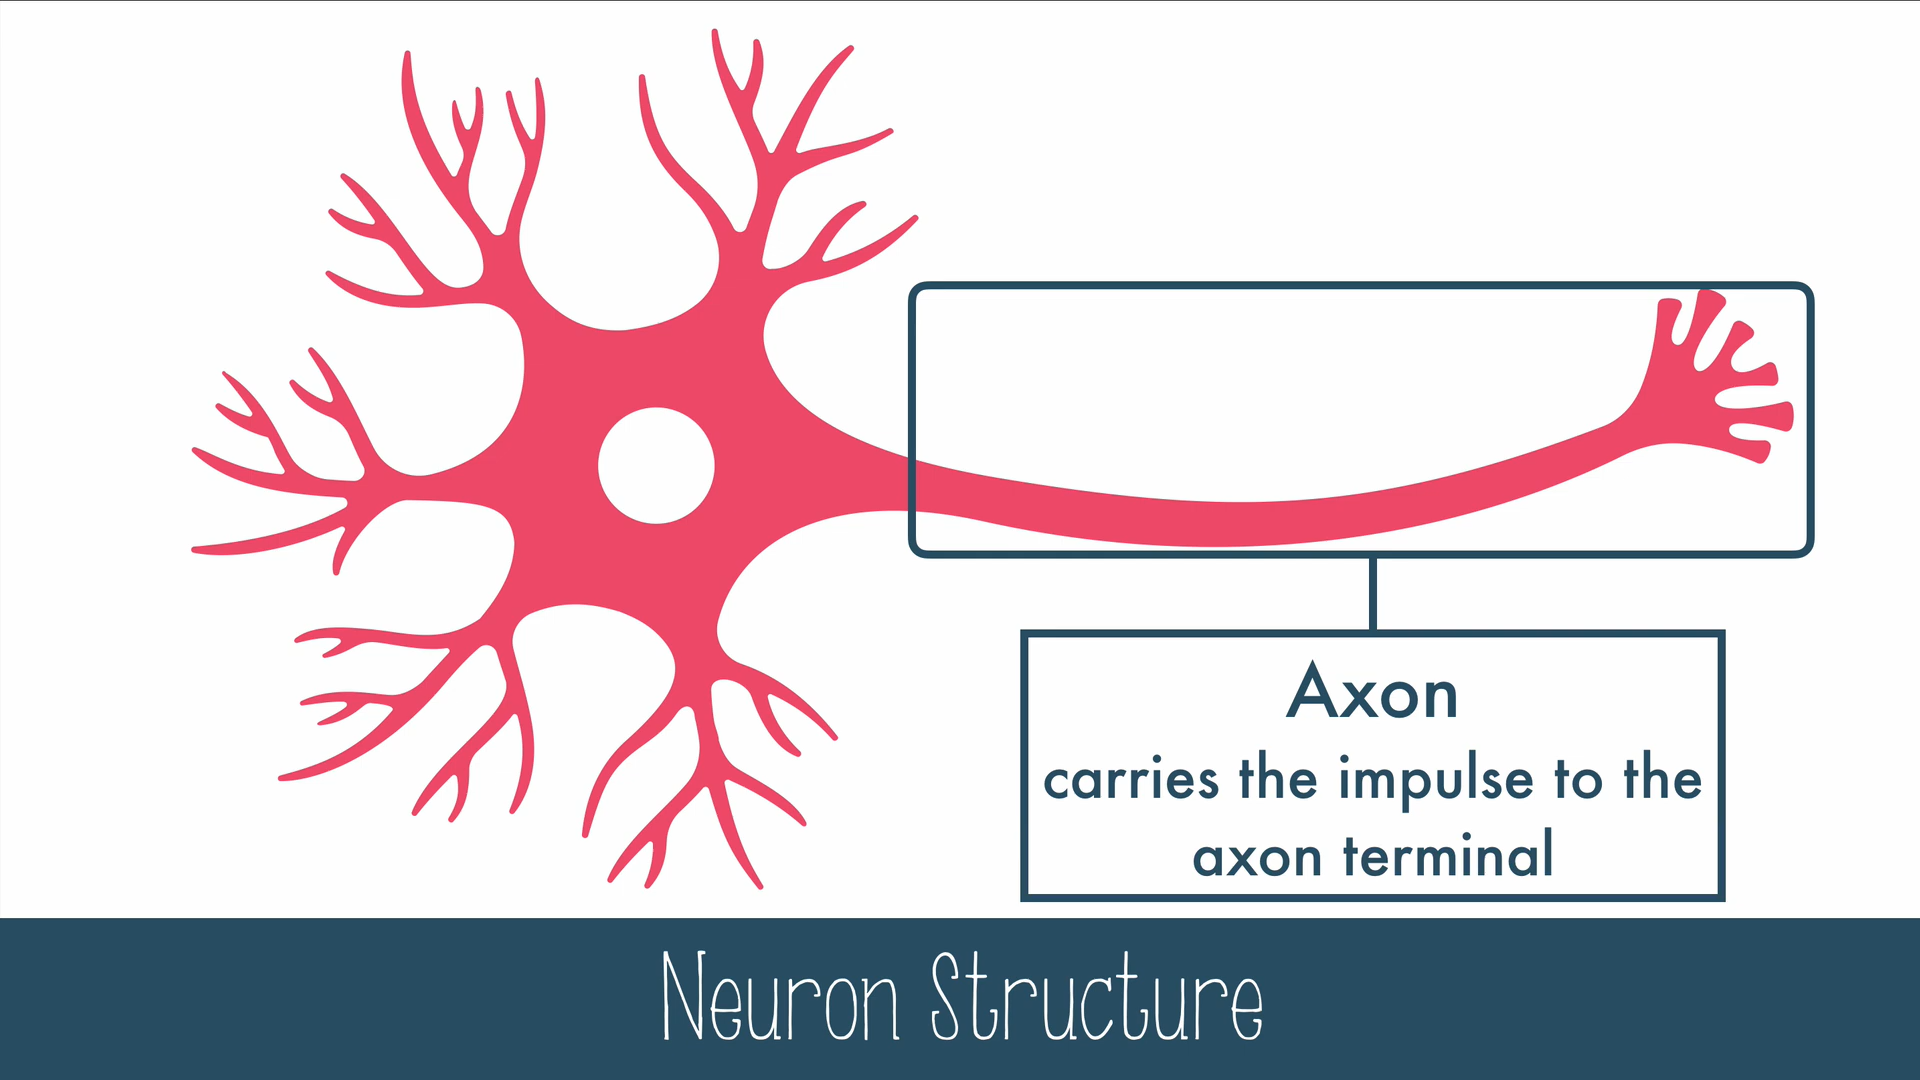 Axon
carries the impulse to the
axon terminal
Neuron Structure